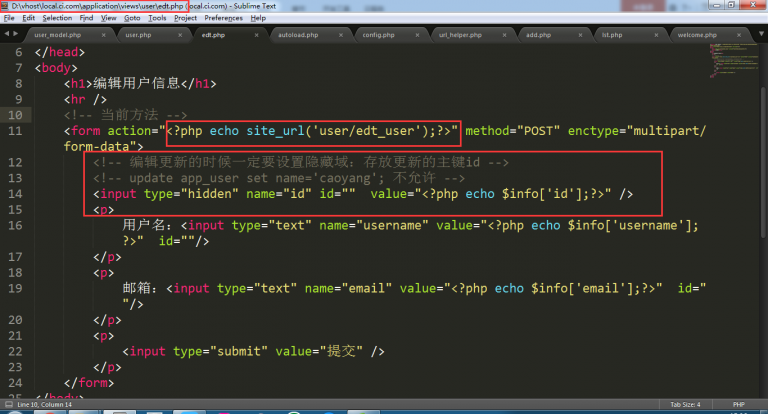 D:\vhost\local.ci.com\application\views\user\edt.php (local.ci.com) - Sublime Text
File Edit Selection Find View Goto Tools Project Preferences Help
user_model.php × user.php × edt.php × autoload.php × config.php × url_helper.php × add.php × lst.php × welcome.php ×
6 </head>
7 <body>
8 <h1>编辑用户信息</h1>
9 <hr />
10 <!-- 当前方法 -->
11 <form action="<?php echo site_url('user/edt_user');?>" method="POST" enctype="multipart/
form-data">
12 <!-- 编辑更新的时候一定要设置隐藏域：存放更新的主键id -->
13 <!-- update app_user set name='caoyang'; 不允许 -->
14 <input type="hidden" name="id" id="" value="<?php echo $info['id'];?>" />
15 <p>
16 用户名：<input type="text" name="username" value="<?php echo $info['username'];
?>" id=""/>
17 </p>
18 <p>
19 邮箱：<input type="text" name="email" value="<?php echo $info['email'];?>" id="
"/>
20 </p>
21 <p>
22 <input type="submit" value="提交" />
23 </p>
24 </form>
25 </body>
Line 10, Column 14 Tab Size: 4 PHP